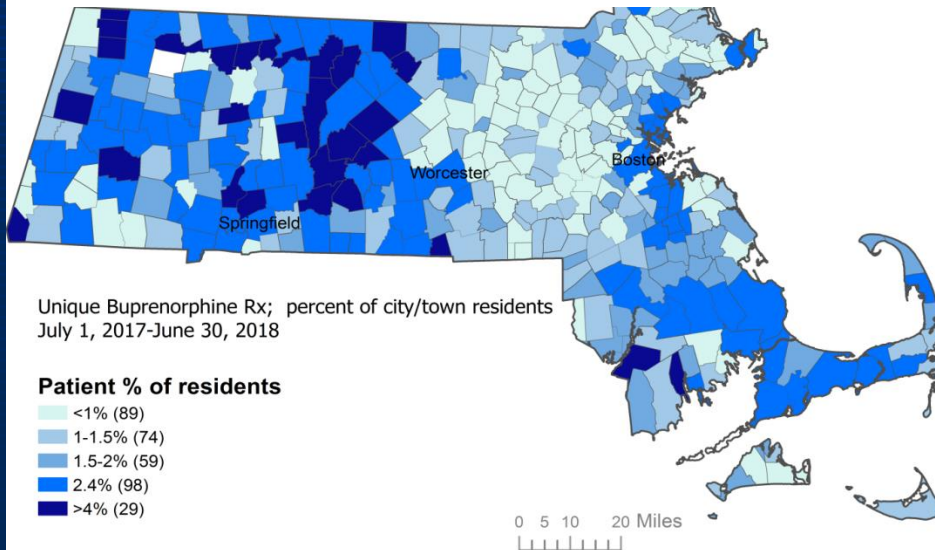 Worcester
Boston
Springfield
Unique Buprenorphine Rx; percent of city/town residents
July 1, 2017-June 30, 2018
Patient % of residents
<1% (89)
1-1.5% (74)
1.5-2% (59)
2.4% (98)
>4% (29)
0 5 10 20 Miles